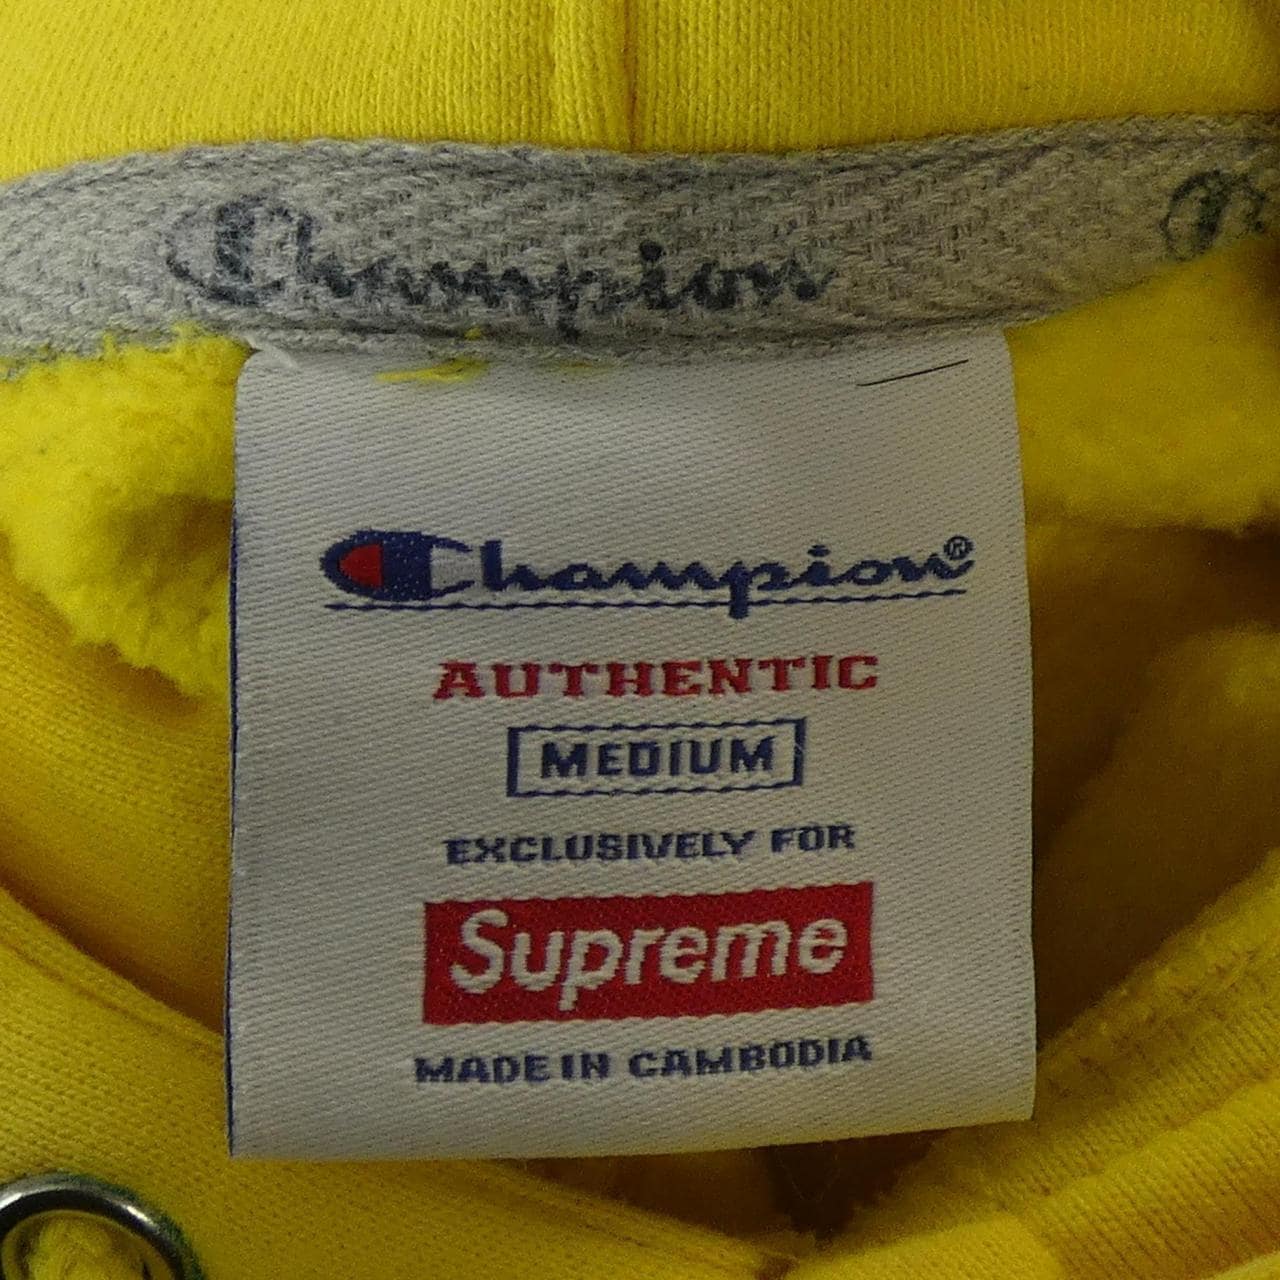 Champion
Champion®
AUTHENTIC
MEDIUM
EXCLUSIVELY FOR
Supreme
MADE IN CAMBODIA